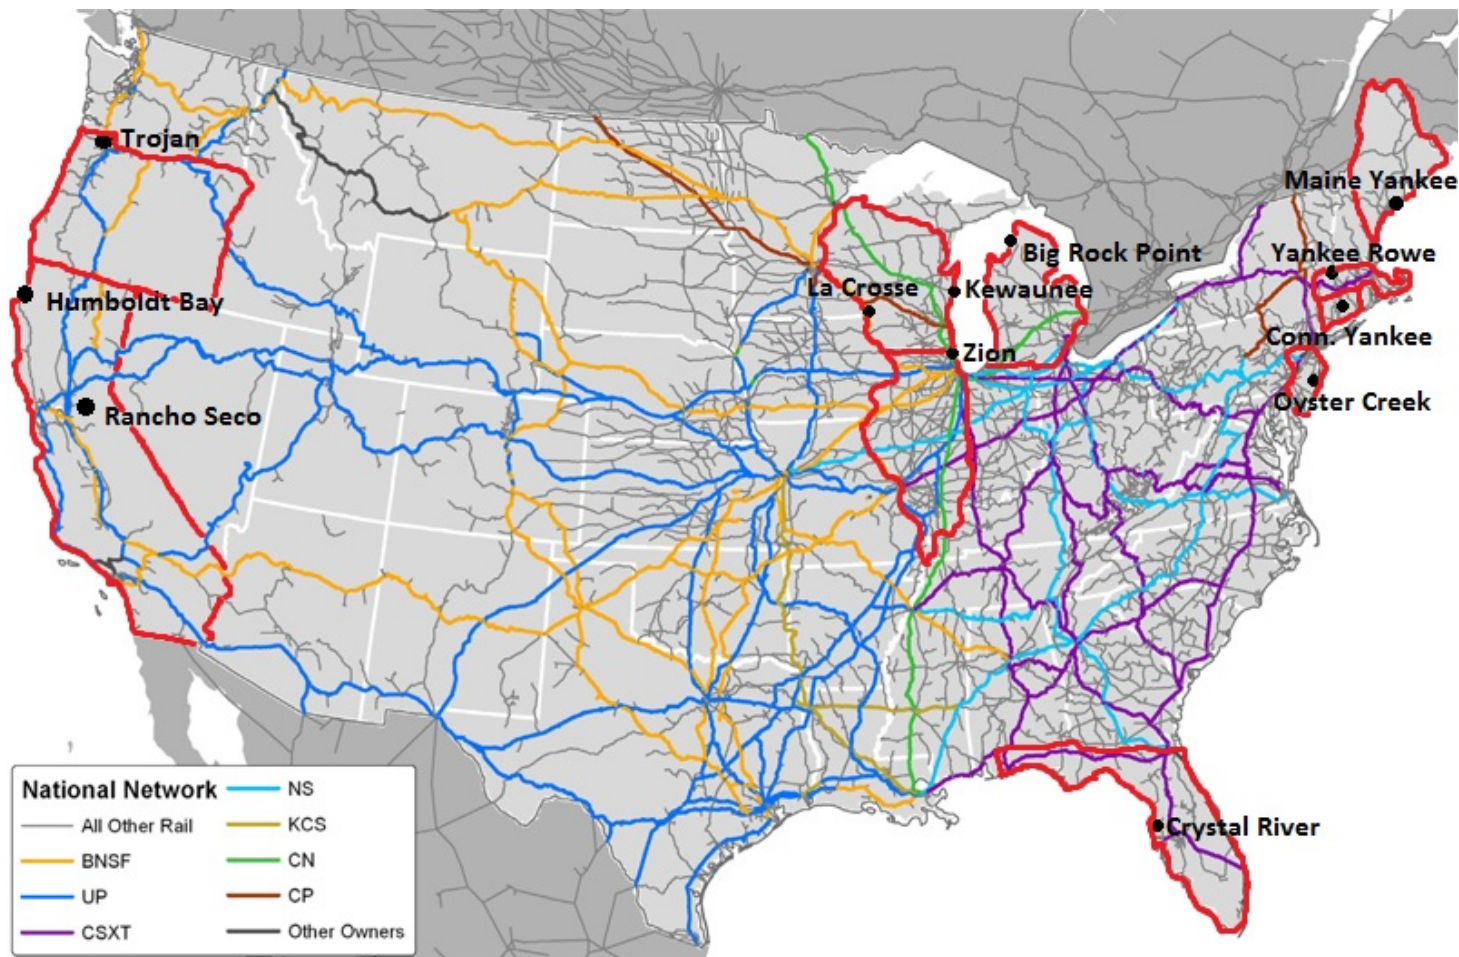 Trojan
Maine Yankee
Big Rock Point
Yankee Rowe
La Crosse
Kewaunee
Humboldt Bay
Conn. Yankee
Zion
Oyster Creek
Rancho Seco
National Network
NS
All Other Rail
KCS
BNSF
CN
UP
CP
CSXT
Other Owners
Crystal River